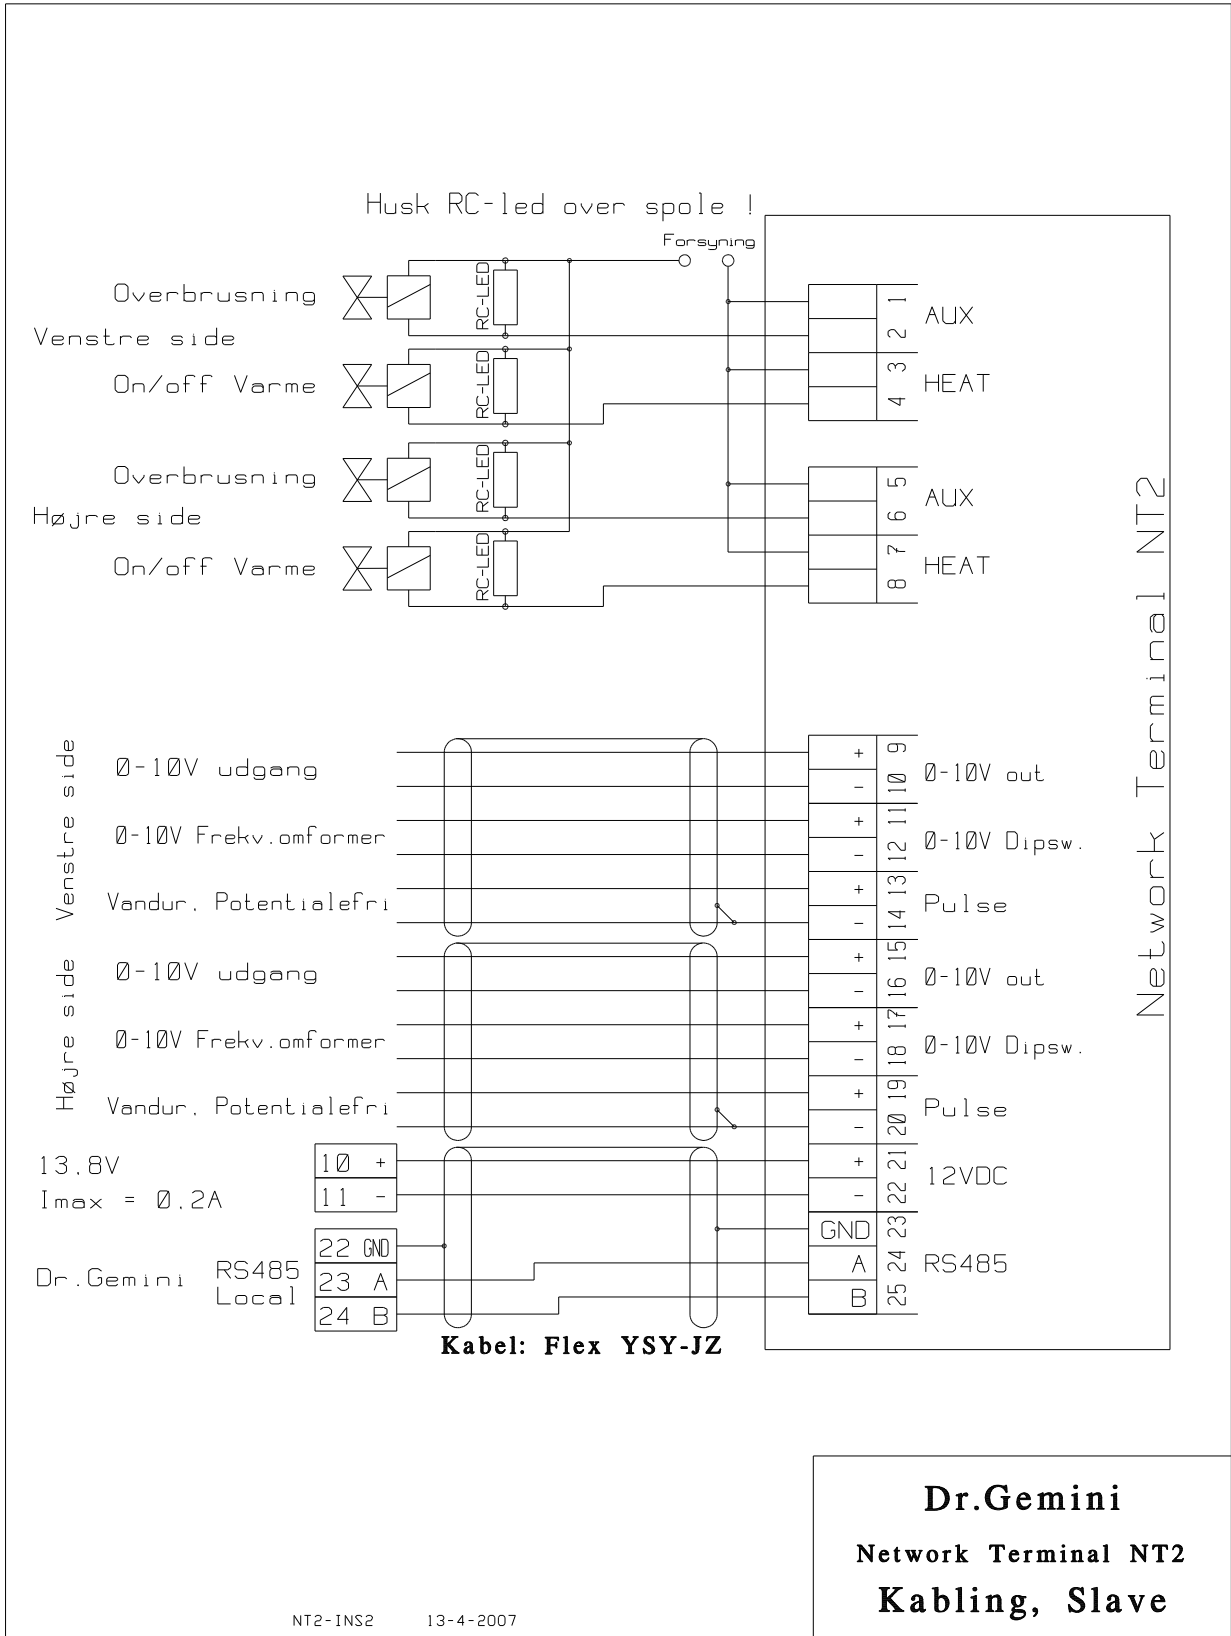 Husk RC-led over spole !
Forsyning
Overbrusning
RC-LED
1
AUX
Venstre side
2
On/off Varme
RC-LED
3
HEAT
4
Overbrusning
RC-LED
5
AUX
Højre side
6
On/off Varme
RC-LED
7
HEAT
8
Network Terminal NT2
Venstre side
0-10V udgang
+ 9
- 10
0-10V out
0-10V Frekv.omformer
+ 11
- 12
0-10V Dipsw.
Vandur. Potentialefri
+ 13
- 14
Pulse
Højre side
0-10V udgang
+ 15
- 16
0-10V out
0-10V Frekv.omformer
+ 17
- 18
0-10V Dipsw.
Vandur. Potentialefri
+ 19
- 20
Pulse
13.8V
Imax = 0.2A
10 +
11 -
+ 21
- 22
12VDC
Dr.Gemini
RS485
Local
22 GND
23 A
24 B
GND 23
A 24
B 25
RS485
Kabel: Flex YSY-JZ
Dr.Gemini
Network Terminal NT2
Kabling, Slave
NT2-INS2 13-4-2007